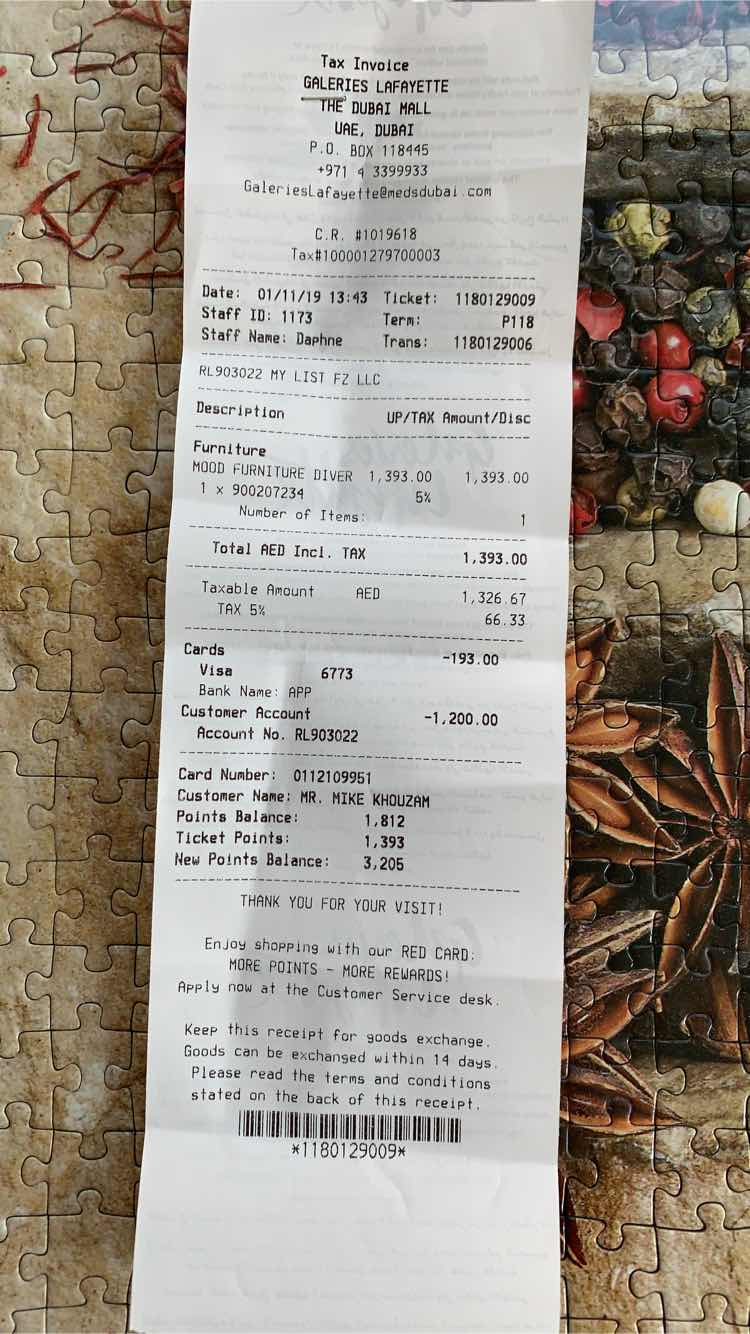 Tax Invoice
GALERIES LAFAYETTE
THE DUBAI MALL
UAE, DUBAI
P.O. BOX 118445
+971 4 3399933
GaleriesLafayette@medsdubai.com
C.R. #1019618
Tax#100001279700003
Date: 01/11/19 13:43 Ticket: 1180129009
Staff ID: 1173 Term: P118
Staff Name: Daphne Trans: 1180129006
RL903022 MY LIST FZ LLC
Description UP/TAX Amount/Disc
Furniture
MOOD FURNITURE DIVER 1,393.00 1,393.00
1 x 900207234 5%
Number of Items: 1
Total AED Incl. TAX 1,393.00
Taxable Amount AED 1,326.67
TAX 5% 66.33
Cards -193.00
Visa 6773
Bank Name: APP
Customer Account -1,200.00
Account No. RL903022
Card Number: 0112109951
Customer Name: MR. MIKE KHOUZAM
Points Balance: 1,812
Ticket Points: 1,393
New Points Balance: 3,205
THANK YOU FOR YOUR VISIT!
Enjoy shopping with our RED CARD:
MORE POINTS - MORE REWARDS!
Apply now at the Customer Service desk.
Keep this receipt for goods exchange.
Goods can be exchanged within 14 days.
Please read the terms and conditions
stated on the back of this receipt.
*1180129009*